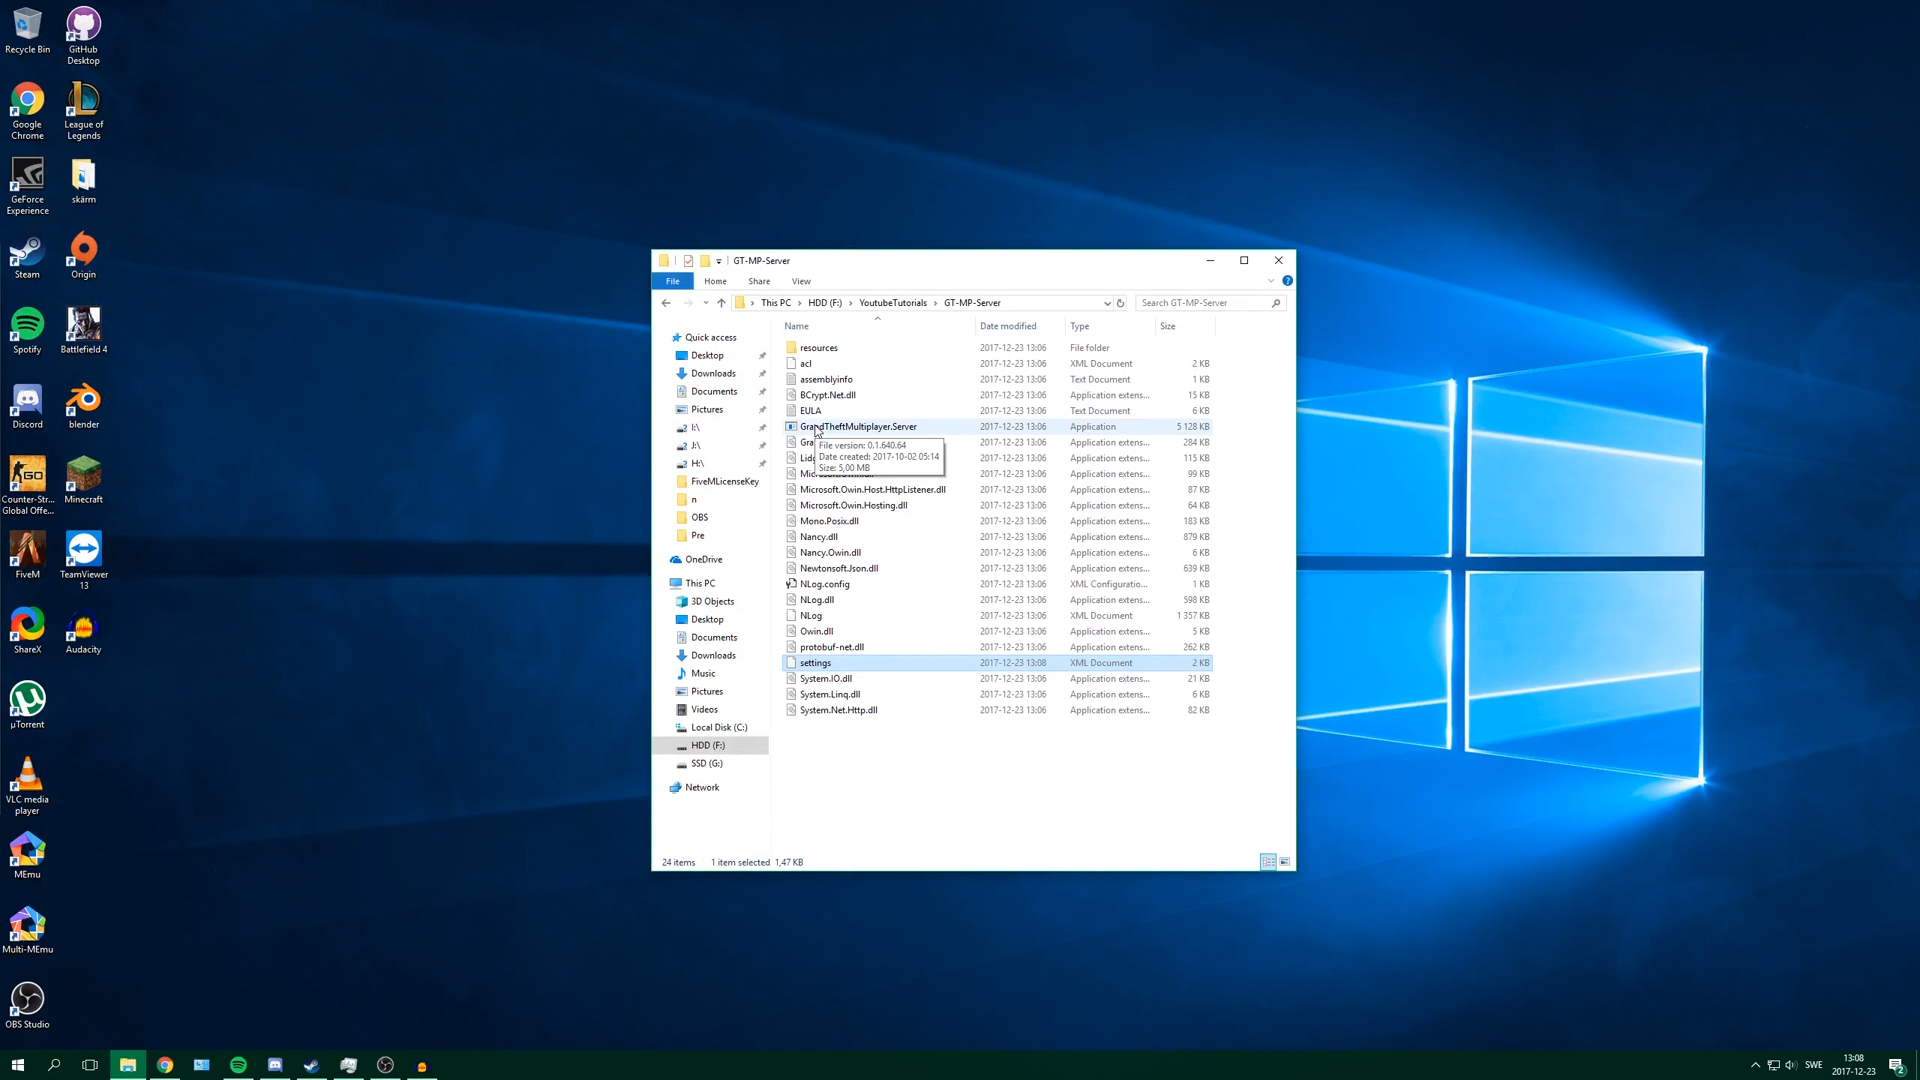 Recycle Bin
GitHub
Desktop
Google
Chrome
League of
Legends
GeForce
Experience
skärm
Steam
Origin
Spotify
Battlefield 4
Discord
blender
Counter-Str...
Global Offe...
Minecraft
FiveM
TeamViewer
13
ShareX
Audacity
µTorrent
VLC media
player
MEmu
Multi-MEmu
OBS Studio
GT-MP-Server
File Home Share View
This PC > HDD (F:) > YoutubeTutorials > GT-MP-Server
Search GT-MP-Server
Name Date modified Type Size
Quick access
Desktop
Downloads
Documents
Pictures
I:\
J:\
H:\
FiveMLicenseKey
n
OBS
Pre
OneDrive
This PC
3D Objects
Desktop
Documents
Downloads
Music
Pictures
Videos
Local Disk (C:)
HDD (F:)
SSD (G:)
Network
resources 2017-12-23 13:06 File folder
acl 2017-12-23 13:06 XML Document 2 KB
assemblyinfo 2017-12-23 13:06 Text Document 1 KB
BCrypt.Net.dll 2017-12-23 13:06 Application extens... 15 KB
EULA 2017-12-23 13:06 Text Document 6 KB
GrandTheftMultiplayer.Server 2017-12-23 13:06 Application 5 128 KB
2017-12-23 13:06 Application extens... 284 KB
2017-12-23 13:06 Application extens... 115 KB
2017-12-23 13:06 Application extens... 99 KB
File version: 0.1.640.64
Date created: 2017-10-02 05:14
Size: 5,00 MB
Microsoft.Owin.Host.HttpListener.dll 2017-12-23 13:06 Application extens... 87 KB
Microsoft.Owin.Hosting.dll 2017-12-23 13:06 Application extens... 64 KB
Mono.Posix.dll 2017-12-23 13:06 Application extens... 183 KB
Nancy.dll 2017-12-23 13:06 Application extens... 879 KB
Nancy.Owin.dll 2017-12-23 13:06 Application extens... 6 KB
Newtonsoft.Json.dll 2017-12-23 13:06 Application extens... 639 KB
NLog.config 2017-12-23 13:06 XML Configuratio... 1 KB
NLog.dll 2017-12-23 13:06 Application extens... 598 KB
NLog 2017-12-23 13:06 XML Document 1 357 KB
Owin.dll 2017-12-23 13:06 Application extens... 5 KB
protobuf-net.dll 2017-12-23 13:06 Application extens... 262 KB
settings 2017-12-23 13:08 XML Document 2 KB
System.IO.dll 2017-12-23 13:06 Application extens... 21 KB
System.Linq.dll 2017-12-23 13:06 Application extens... 6 KB
System.Net.Http.dll 2017-12-23 13:06 Application extens... 82 KB
24 items 1 item selected 1,47 KB
SWE
13:08
2017-12-23
2